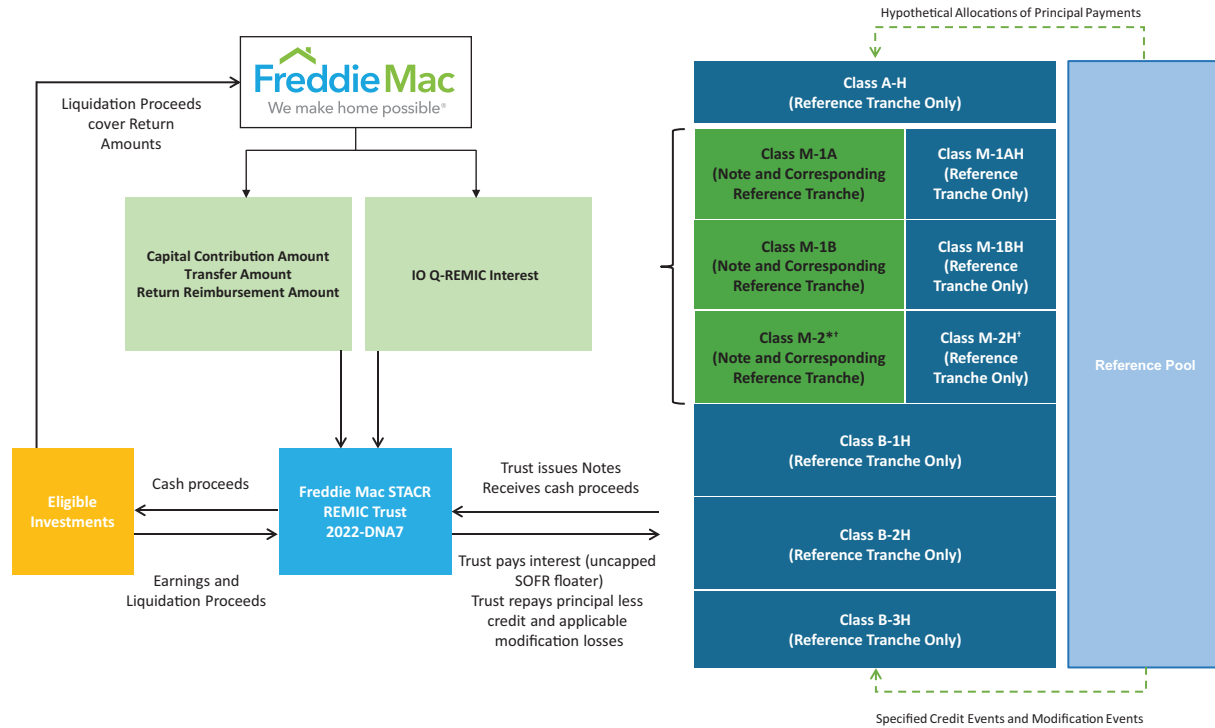 Hypothetical Allocations of Principal Payments
FreddieMac
We make home possible®
Liquidation Proceeds
cover Return
Amounts
Capital Contribution Amount
Transfer Amount
Return Reimbursement Amount
IO Q-REMIC Interest
Eligible
Investments
Cash proceeds
Earnings and
Liquidation Proceeds
Freddie Mac STACR
REMIC Trust
2022-DNA7
Trust issues Notes
Receives cash proceeds
Trust pays interest (uncapped
SOFR floater)
Trust repays principal less
credit and applicable
modification losses
Class A-H
(Reference Tranche Only)
Class M-1A
(Note and Corresponding
Reference Tranche)
Class M-1AH
(Reference
Tranche Only)
Class M-1B
(Note and Corresponding
Reference Tranche)
Class M-1BH
(Reference
Tranche Only)
Class M-2*†
(Note and Corresponding
Reference Tranche)
Class M-2H†
(Reference
Tranche Only)
Class B-1H
(Reference Tranche Only)
Class B-2H
(Reference Tranche Only)
Class B-3H
(Reference Tranche Only)
Reference Pool
Specified Credit Events and Modification Events